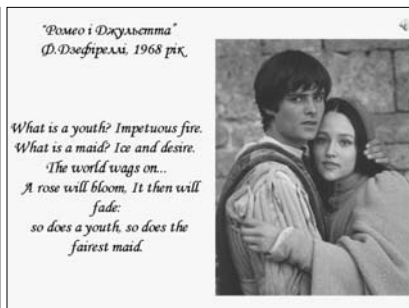 "Ромео і Джульєтта"
Ф.Дзефіреллі, 1968 рік
What is a youth? Impetuous fire.
What is a maid? Ice and desire.
The world wags on...
A rose will bloom, It then will
fade:
so does a youth, so does the
fairest maid.